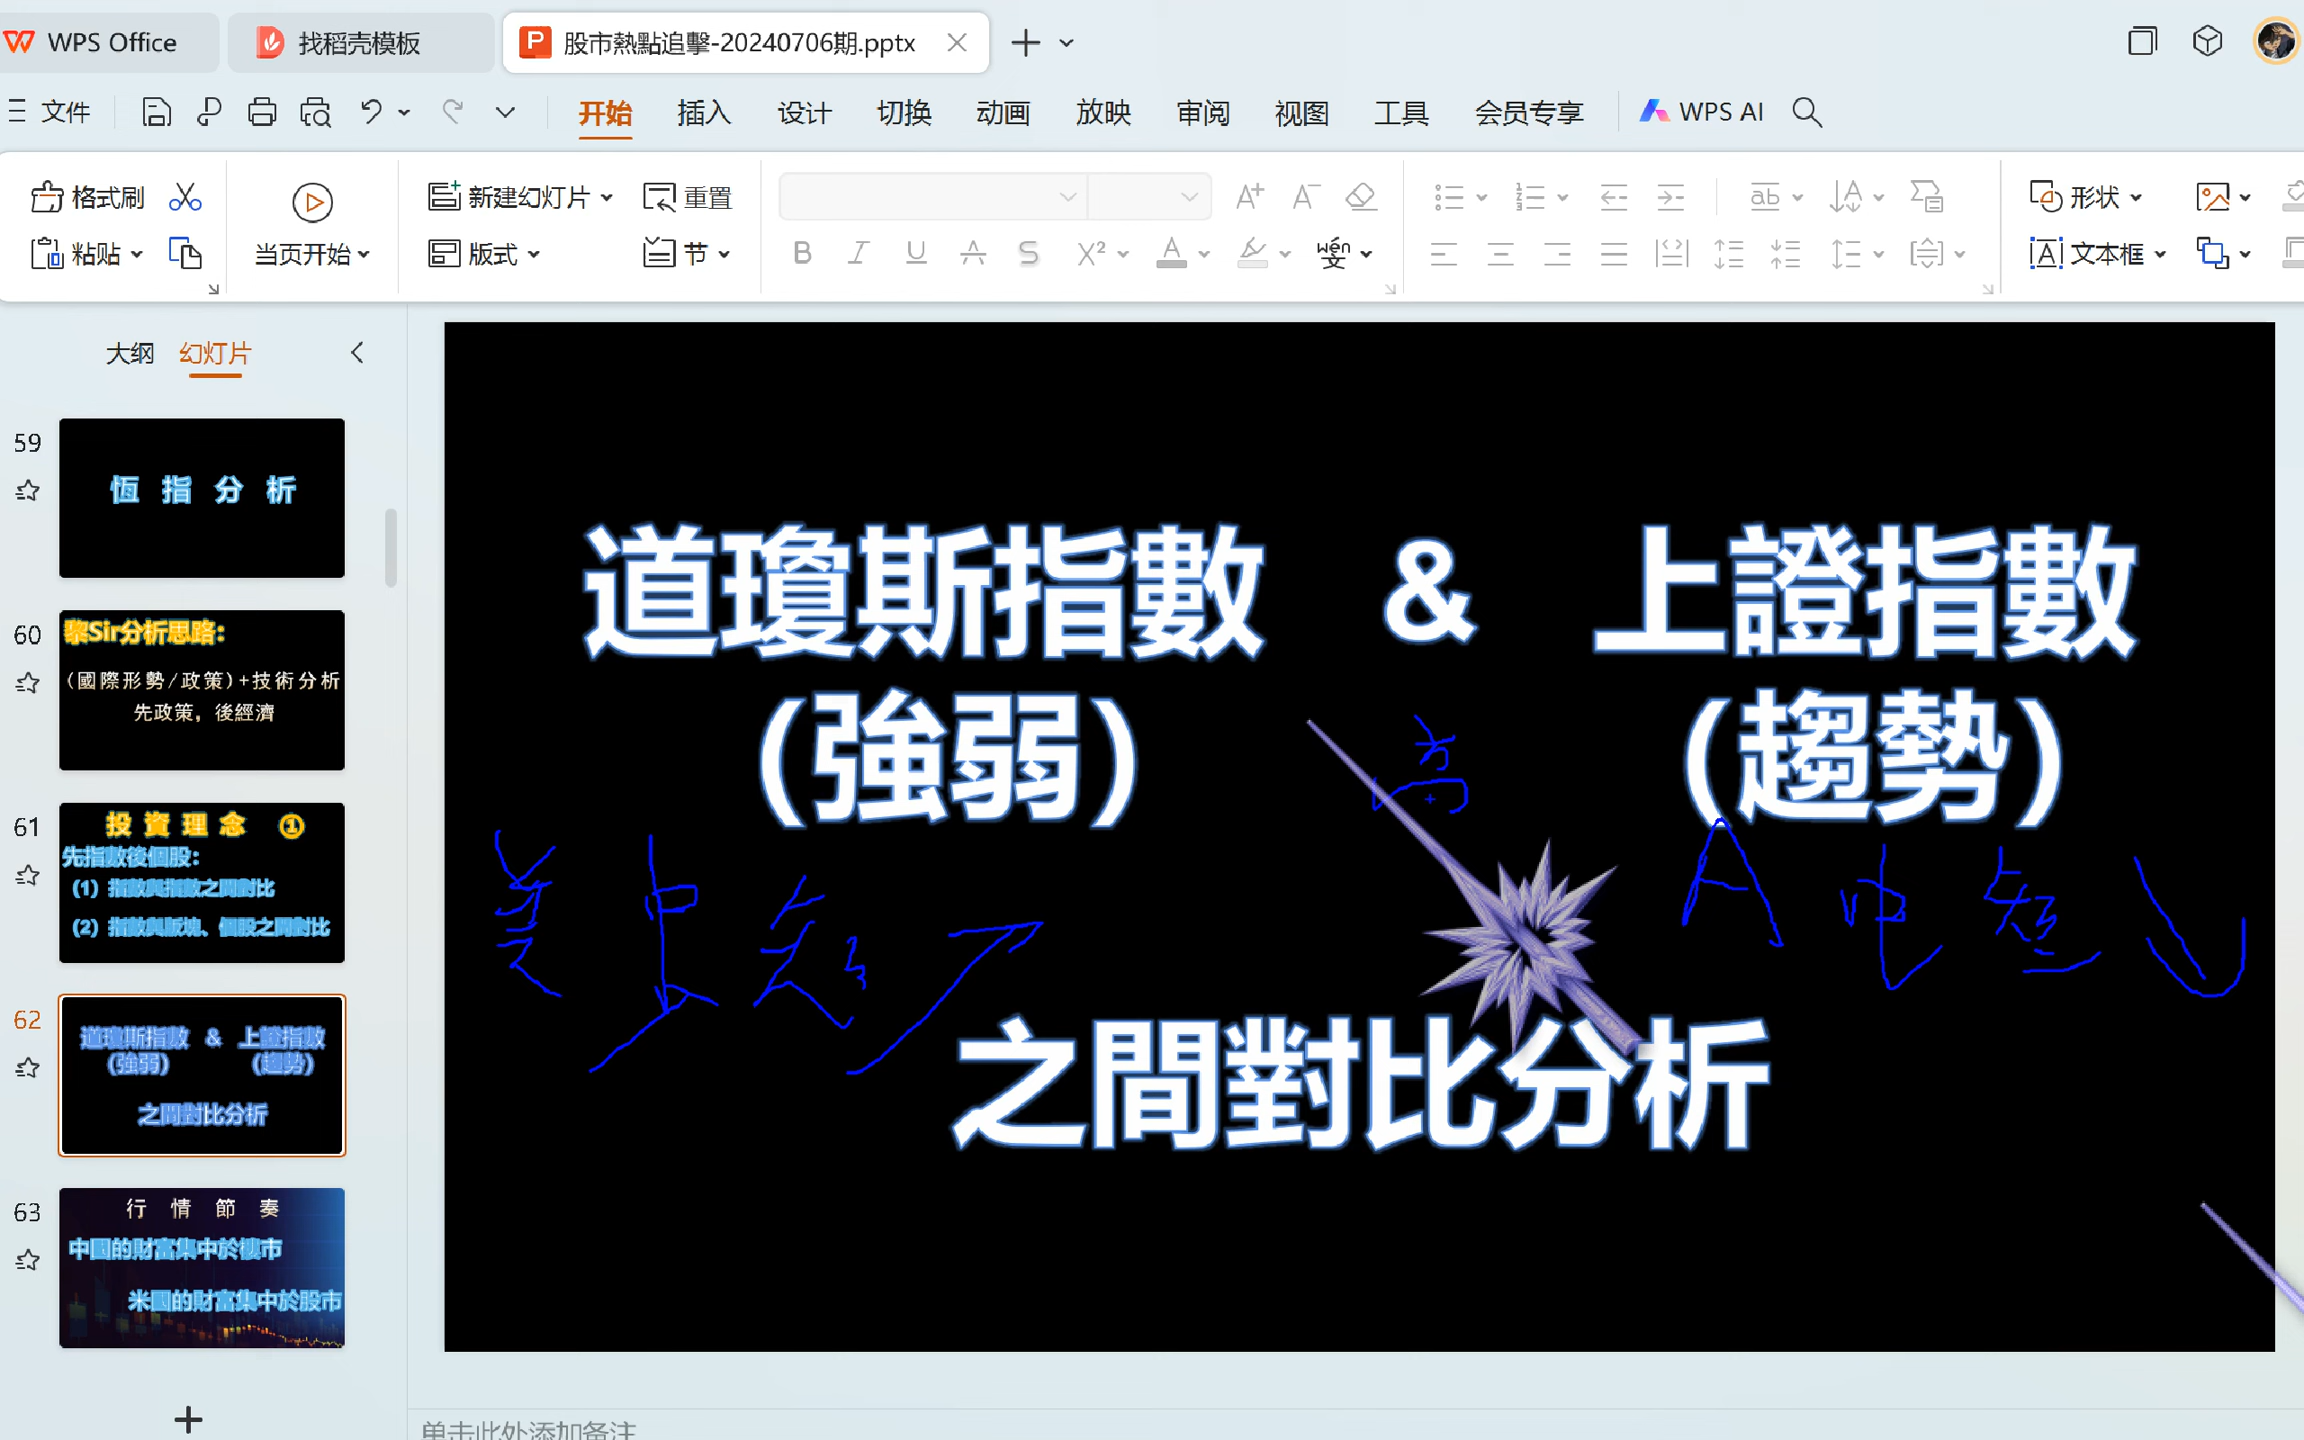 WPS Office
找稻壳模板
股市熱點追擊-20240706期.pptx
文件
开始
插入
设计
切换
动画
放映
审阅
视图
工具
会员专享
WPS AI
格式刷
粘贴
当页开始
新建幻灯片
重置
版式
节
形状
文本框
大纲
幻灯片
59
恆指分析
60
黎Sir分析思路:
(國際形勢/政策)+技術分析
先政策，後經濟
61
投資理念 ①
先指數後個股:
(1) 指數與指數之間對比
(2) 指數與版塊、個股之間對比
62
道瓊斯指數 & 上證指數
(強弱) (趨勢)
之間對比分析
63
行情節奏
中國的財富集中於樓市
米國的財富集中於股市
道瓊斯指數 & 上證指數
(強弱) (趨勢)
之間對比分析
单击此处添加备注